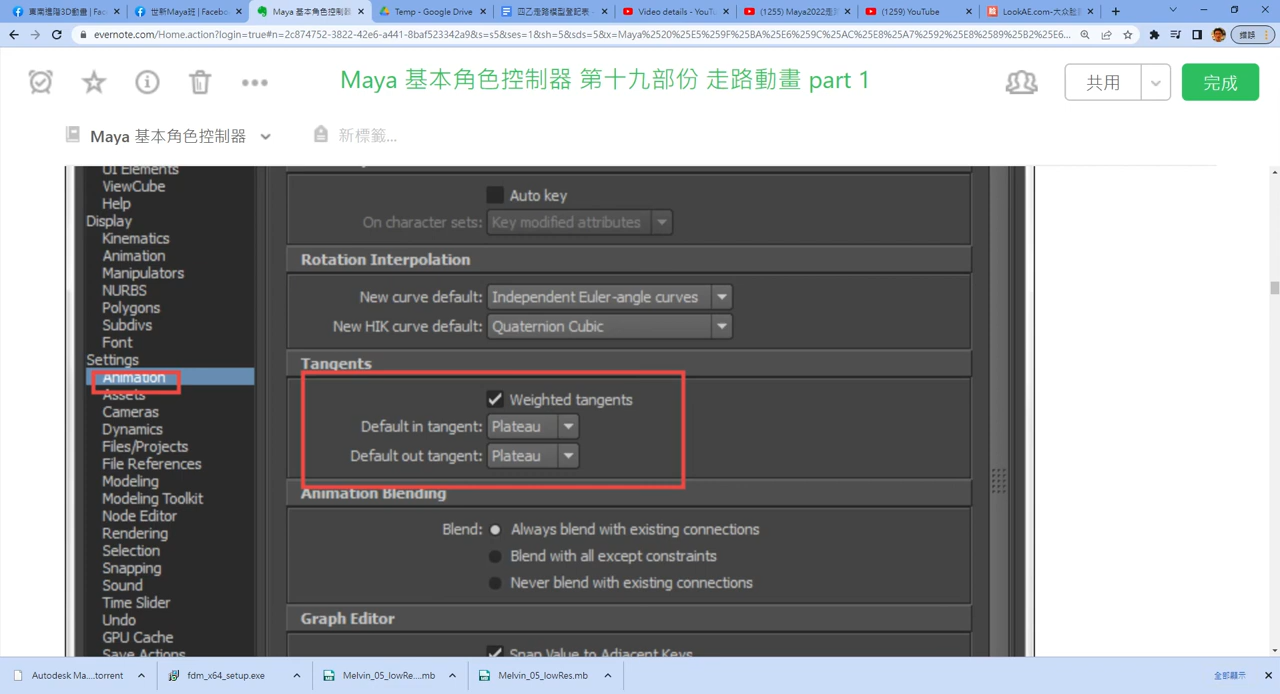 東南進階3D動畫 | Fac
世新Maya班 | Facebo
Maya 基本角色控制器
Temp - Google Drive
四乙走路模型登記表 -
Video details - YouTu
(1255) Maya2022走
(1259) YouTube
LookAE.com-大众脸
evernote.com/Home.action?login=true#n=2c874752-3822-42e6-a441-8baf523342a9&s=s5&ses=1&sh=5&sds=5&x=Maya%2520%25E5%259F%25BA%25E6%259C%25AC%25E8%25A7%2592%25E8%2589%25B2%25E6...
Maya 基本角色控制器 第十九部份 走路動畫 part 1
共用
完成
Maya 基本角色控制器
新標籤...
UI Elements
ViewCube
Help
Display
Kinematics
Animation
Manipulators
NURBS
Polygons
Subdivs
Font
Settings
Animation
Assets
Cameras
Dynamics
Files/Projects
File References
Modeling
Modeling Toolkit
Node Editor
Rendering
Selection
Snapping
Sound
Time Slider
Undo
GPU Cache
Save Actions
Auto key
On character sets: Key modified attributes
Rotation Interpolation
New curve default: Independent Euler-angle curves
New HIK curve default: Quaternion Cubic
Tangents
Weighted tangents
Default in tangent: Plateau
Default out tangent: Plateau
Animation Blending
Blend: Always blend with existing connections
Blend with all except constraints
Never blend with existing connections
Graph Editor
Snap Value to Adjacent Keys
Autodesk Ma....torrent
fdm_x64_setup.exe
Melvin_05_lowRe....mb
Melvin_05_lowRes.mb
全部顯示